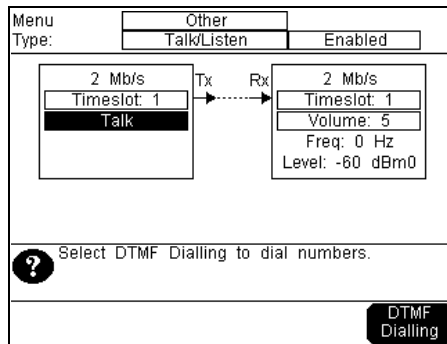 Menu Other
Type: Talk/Listen Enabled
2 Mb/s Tx Rx 2 Mb/s
Timeslot: 1 Timeslot: 1
Talk Volume: 5
Freq: 0 Hz
Level: -60 dBm0
? Select DTMF Dialling to dial numbers.
DTMF
Dialling